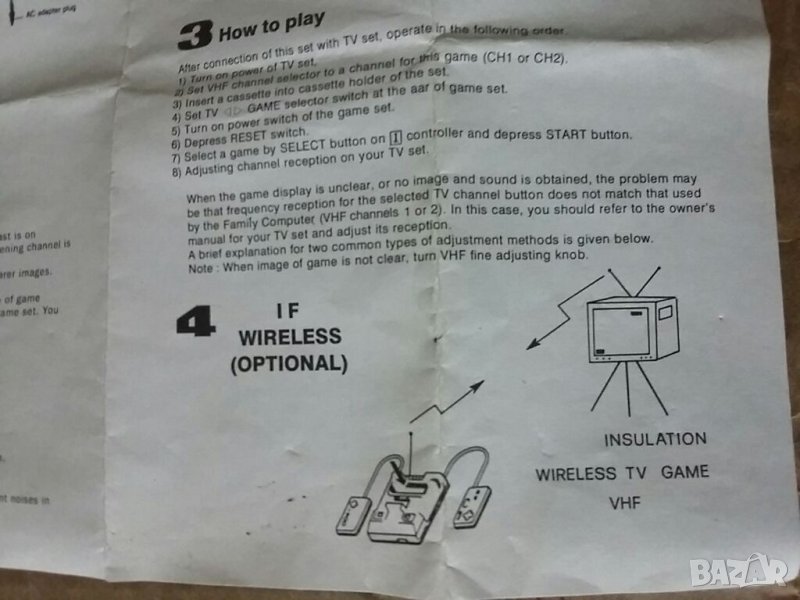 AC adapter plug
3 How to play
After connection of this set with TV set, operate in the following order.
1) Turn on power of TV set.
2) Set VHF channel selector to a channel for this game (CH1 or CH2).
3) Insert a cassette into cassette holder of the set.
4) Set TV ◁▷ GAME selector switch at the aar of game set.
5) Turn on power switch of the game set.
6) Depress RESET switch.
7) Select a game by SELECT button on I controller and depress START button.
8) Adjusting channel reception on your TV set.
When the game display is unclear, or no image and sound is obtained, the problem may
be that frequency reception for the selected TV channel button does not match that used
by the Family Computer (VHF channels 1 or 2). In this case, you should refer to the owner's
manual for your TV set and adjust its reception.
A brief explanation for two common types of adjustment methods is given below.
Note : When image of game is not clear, turn VHF fine adjusting knob.
ast is on
ening channel is
arer images.
of game
ame set. You
nt noises in
4 IF
WIRELESS
(OPTIONAL)
INSULATION
WIRELESS TV GAME
VHF
BAZAR